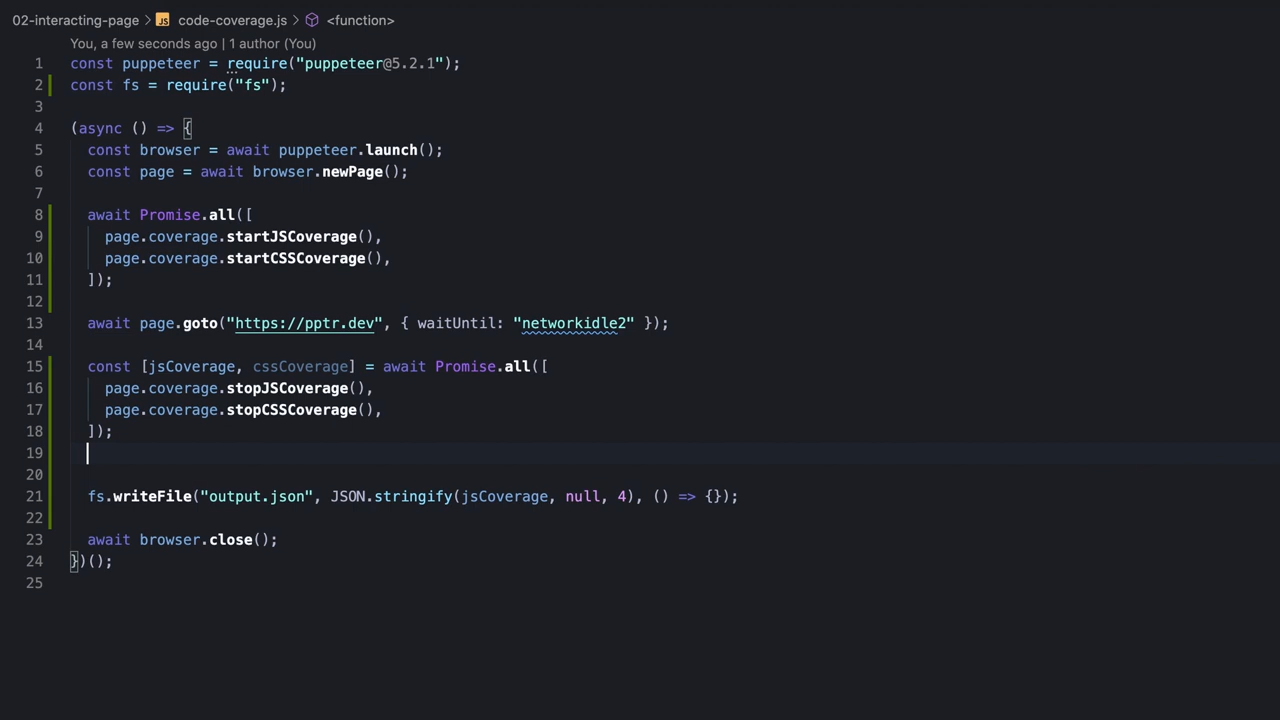 02-interacting-page > JS code-coverage.js > <function>
You, a few seconds ago | 1 author (You)
1 const puppeteer = require("puppeteer@5.2.1");
2 const fs = require("fs");
3
4 (async () => {
5   const browser = await puppeteer.launch();
6   const page = await browser.newPage();
7
8   await Promise.all([
9     page.coverage.startJSCoverage(),
10     page.coverage.startCSSCoverage(),
11   ]);
12
13   await page.goto("https://pptr.dev", { waitUntil: "networkidle2" });
14
15   const [jsCoverage, cssCoverage] = await Promise.all([
16     page.coverage.stopJSCoverage(),
17     page.coverage.stopCSSCoverage(),
18   ]);
19
20
21   fs.writeFile("output.json", JSON.stringify(jsCoverage, null, 4), () => {});
22
23   await browser.close();
24 })();
25